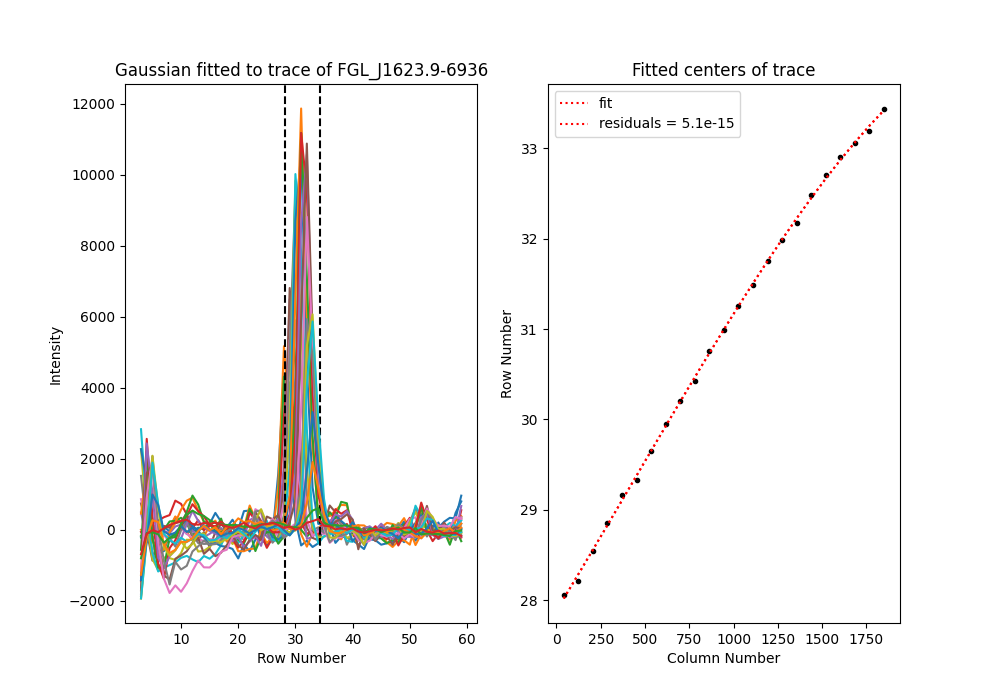 Gaussian fitted to trace of FGL_J1623.9-6936
12000
10000
8000
6000
4000
2000
0
−2000
10 20 30 40 50 60
Row Number
Intensity
Fitted centers of trace
fit
residuals = 5.1e-15
33
32
31
30
29
28
0 250 500 750 1000 1250 1500 1750
Column Number
Row Number